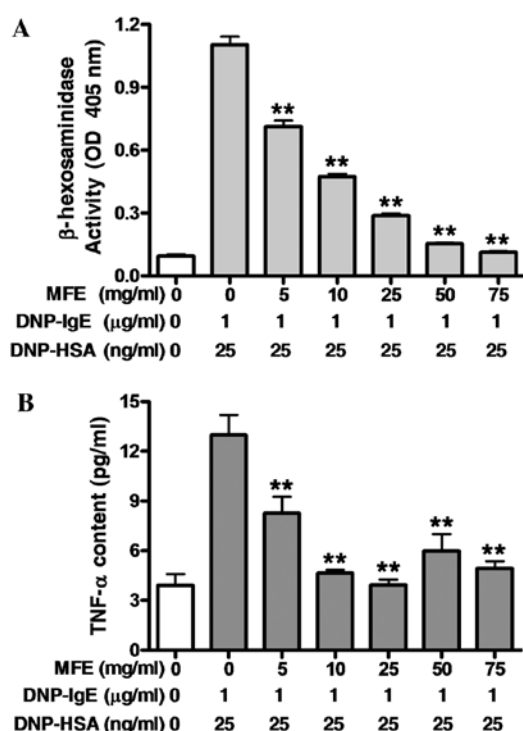 A
β-hexosaminidase
Activity (OD 405 nm)
1.2
0.9
0.6
0.3
0.0
** ** ** ** **
MFE (mg/ml) 0 0 5 10 25 50 75
DNP-IgE (μg/ml) 0 1 1 1 1 1 1
DNP-HSA (ng/ml) 0 25 25 25 25 25 25
B
TNF-α content (pg/ml)
15
12
9
6
3
0
** ** ** ** **
MFE (mg/ml) 0 0 5 10 25 50 75
DNP-IgE (μg/ml) 0 1 1 1 1 1 1
DNP-HSA (ng/ml) 0 25 25 25 25 25 25